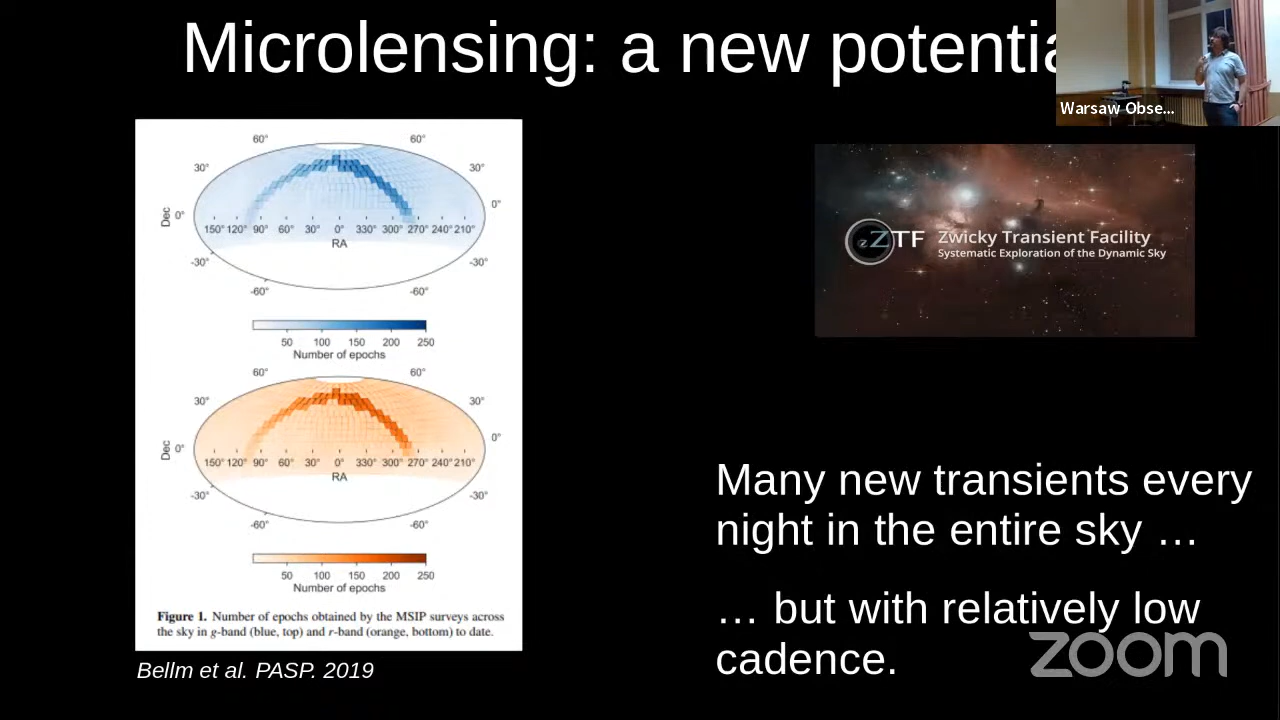 Microlensing: a new potentia
Warsaw Obse...
60° 60°
30° 30°
Dec 0° 0°
150° 120° 90° 60° 30° 0° 330° 300° 270° 240° 210°
RA
-30° -30°
-60° -60°
50 100 150 200 250
Number of epochs
60° 60°
30° 30°
Dec 0° 0°
150° 120° 90° 60° 30° 0° 330° 300° 270° 240° 210°
RA
-30° -30°
-60° -60°
50 100 150 200 250
Number of epochs
Figure 1. Number of epochs obtained by the MSIP surveys across
the sky in g-band (blue, top) and r-band (orange, bottom) to date.
Bellm et al. PASP. 2019
ZTF Zwicky Transient Facility
Systematic Exploration of the Dynamic Sky
Many new transients every
night in the entire sky …
… but with relatively low
cadence.
zoom